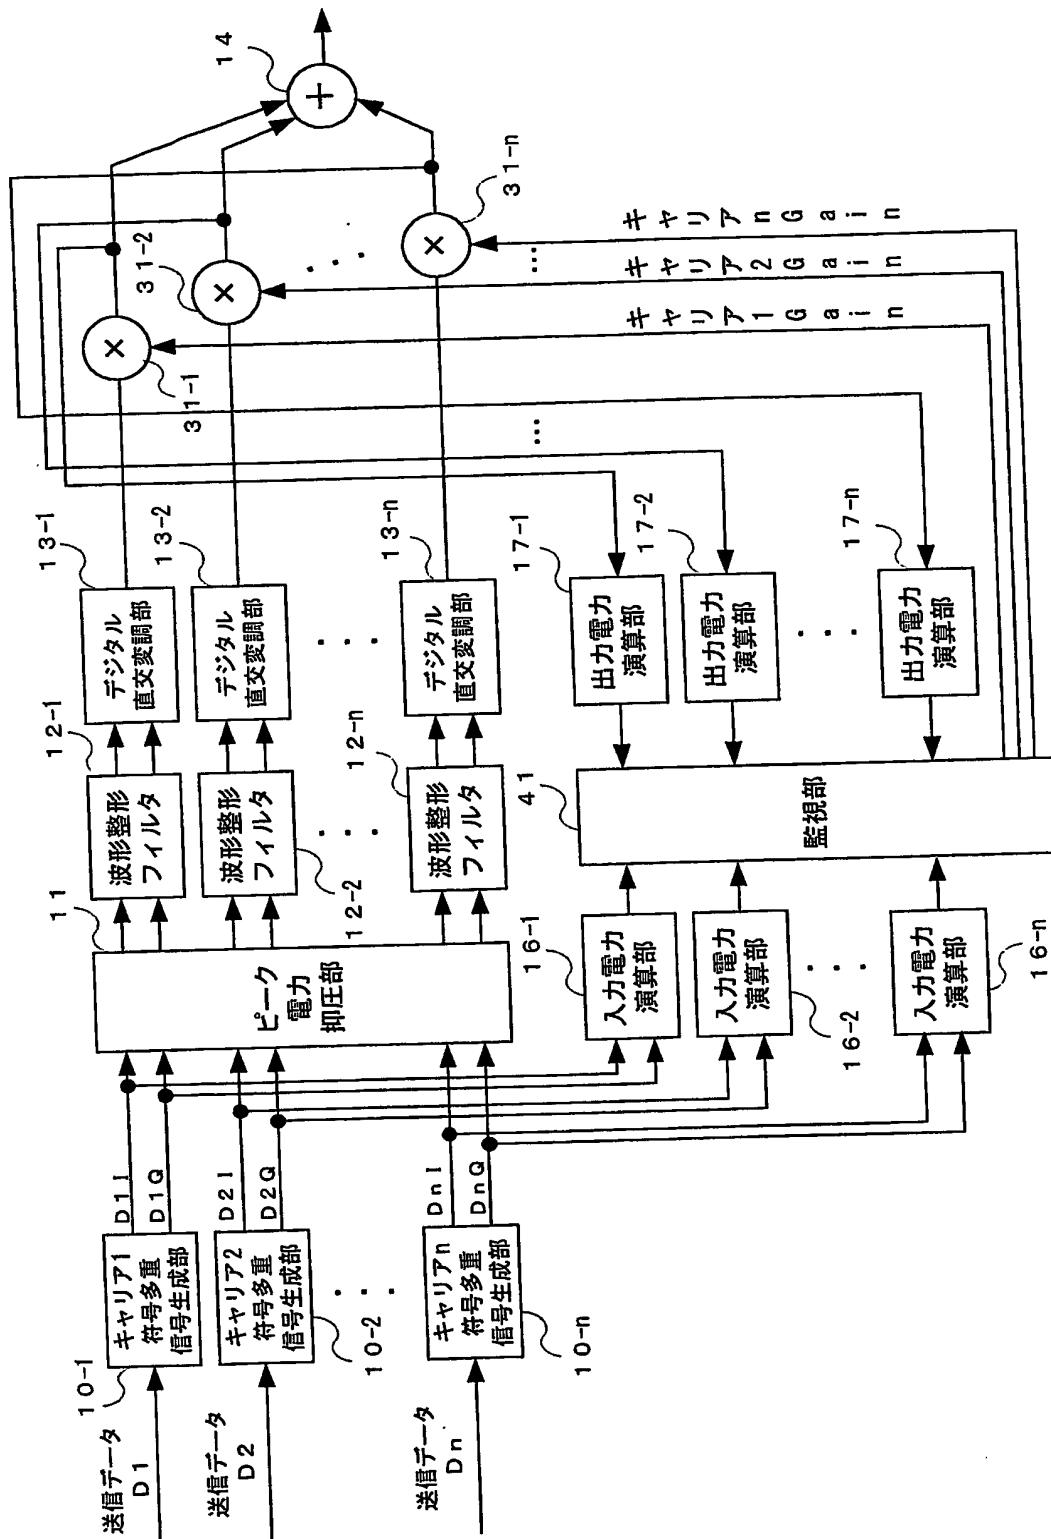 送信データ
D1
送信データ
D2
送信データ
Dn
10-1
キャリア1
符号多重
信号生成部
キャリア2
符号多重
信号生成部
10-2
キャリアn
符号多重
信号生成部
10-n
D1I
D1Q
D2I
D2Q
DnI
DnQ
11
ピーク
電力
抑圧部
12-1
波形整形
フィルタ
波形整形
フィルタ
12-2
12-n
波形整形
フィルタ
13-1
デジタル
直交変調部
13-2
デジタル
直交変調部
13-n
デジタル
直交変調部
×
31-1
×
31-2
×
31-n
+
14
16-1
入力電力
演算部
入力電力
演算部
16-2
入力電力
演算部
16-n
41
監視部
17-1
出力電力
演算部
17-2
出力電力
演算部
17-n
出力電力
演算部
キャリア1Gain
キャリア2Gain
キャリアnGain